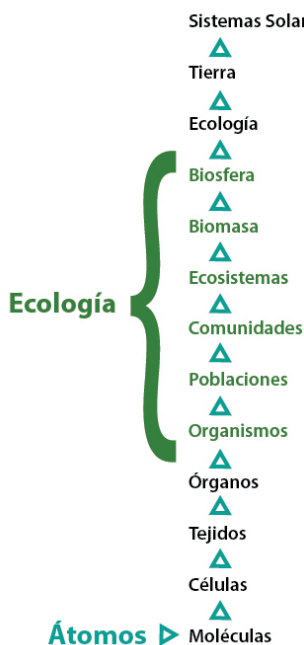 Sistemas Solar
Tierra
Ecología
Biosfera
Biomasa
Ecosistemas
Ecología
Comunidades
Poblaciones
Organismos
Órganos
Tejidos
Células
Átomos Moléculas